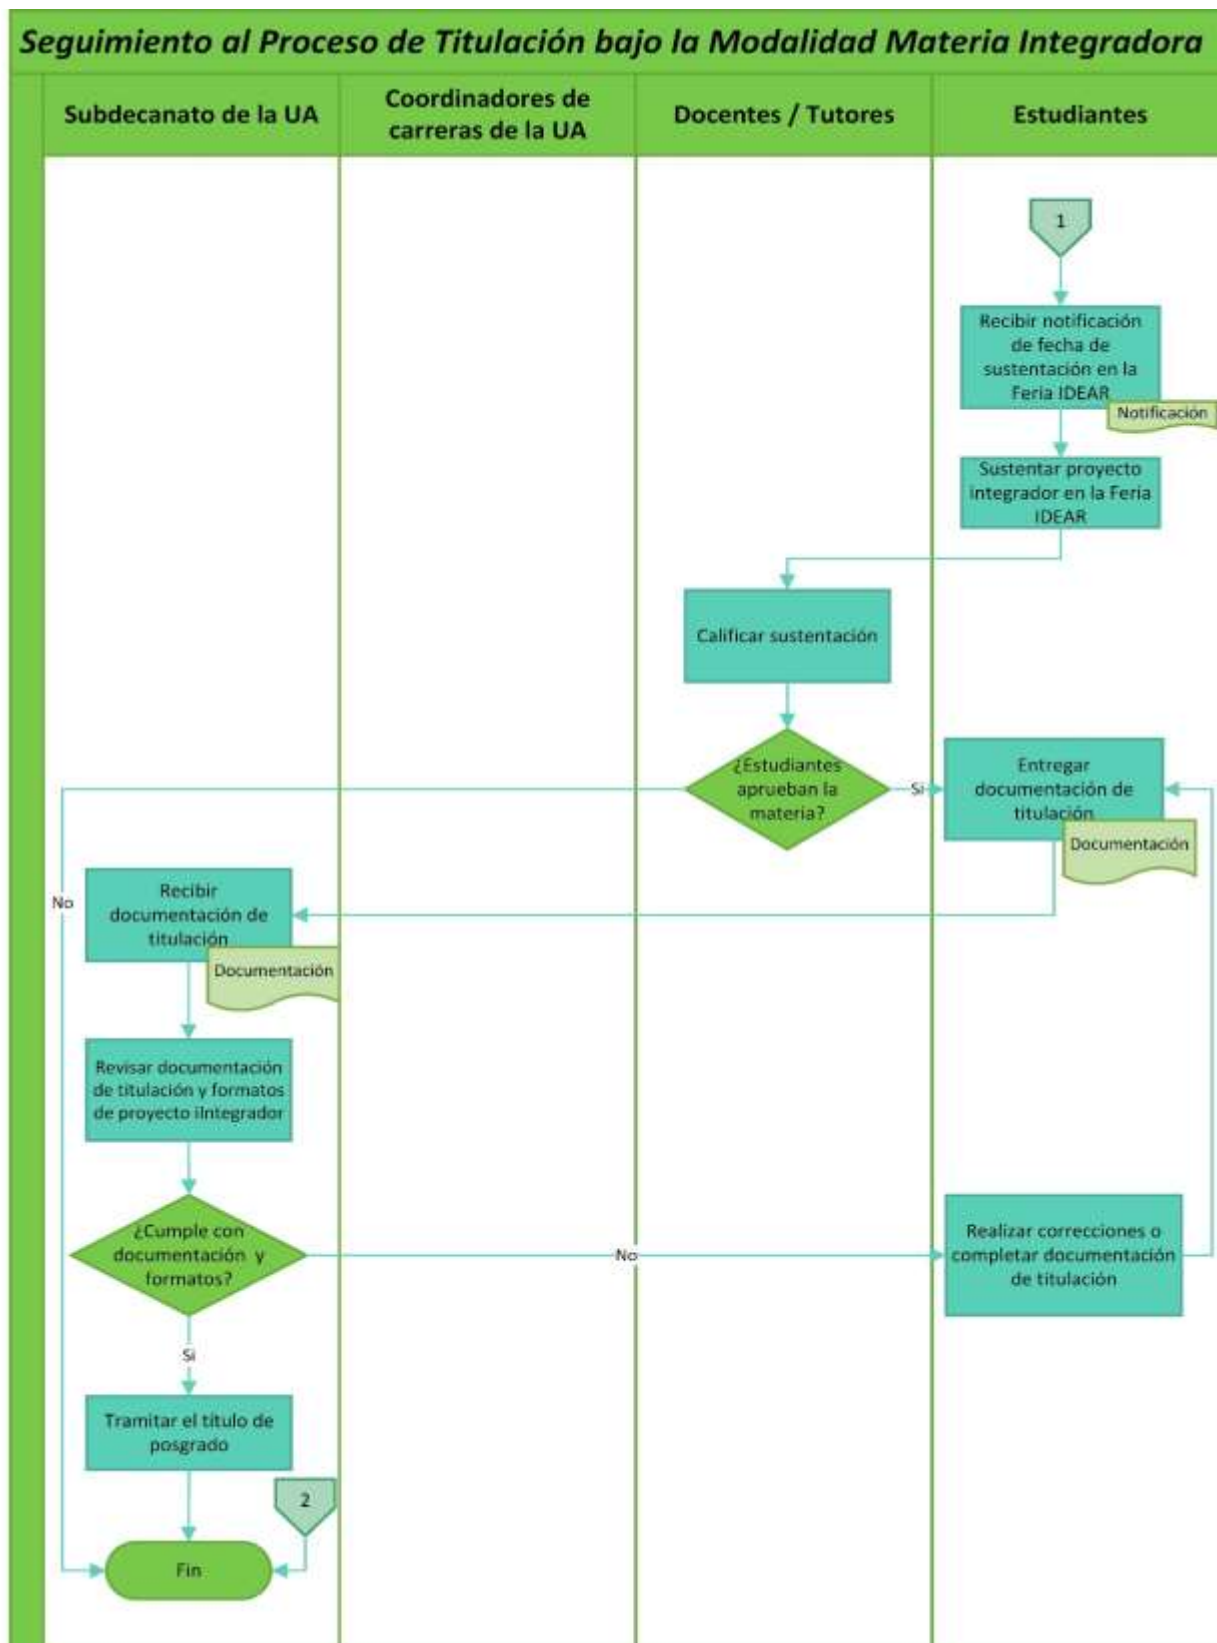 Seguimiento al Proceso de Titulación bajo la Modalidad Materia Integradora
Subdecanato de la UA
Coordinadores de
carreras de la UA
Docentes / Tutores
Estudiantes
1
Recibir notificación
de fecha de
sustentación en la
Feria IDEAR
Notificación
Sustentar proyecto
integrador en la Feria
IDEAR
Calificar sustentación
¿Estudiantes
aprueban la
materia?
Si
Entregar
documentación de
titulación
Documentación
No
Recibir
documentación de
titulación
Documentación
Revisar documentación
de titulación y formatos
de proyecto iIntegrador
¿Cumple con
documentación y
formatos?
No
Realizar correcciones o
completar documentación
de titulación
Si
Tramitar el título de
posgrado
2
Fin